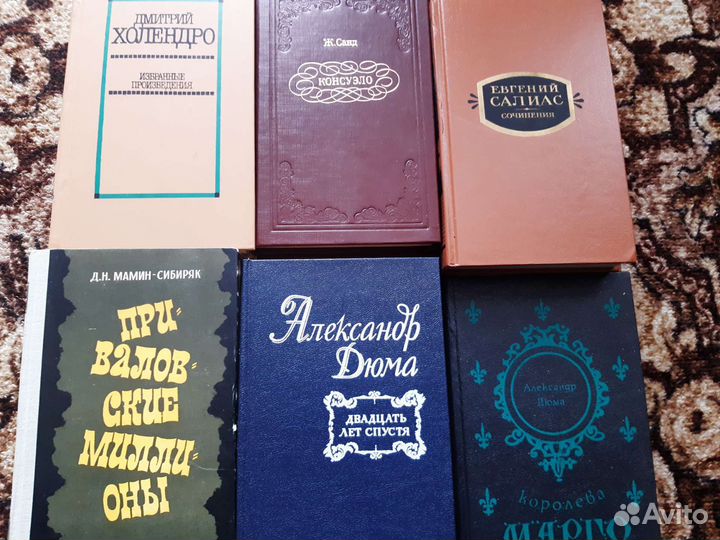 ДМИТРИЙ
ХОЛЕНДРО
ИЗБРАННЫЕ
ПРОИЗВЕДЕНИЯ
Ж. Санд
КОНСУЭЛО
ЕВГЕНИЙ
САЛИАС
СОЧИНЕНИЯ
Д.Н. МАМИН-СИБИРЯК
ПРИ-
ВАЛОВ-
СКИЕ
МИЛЛИ-
ОНЫ
Александр
Дюма
ДВАДЦАТЬ
ЛЕТ СПУСТЯ
Александр
Дюма
королева
МАРГО
Avito